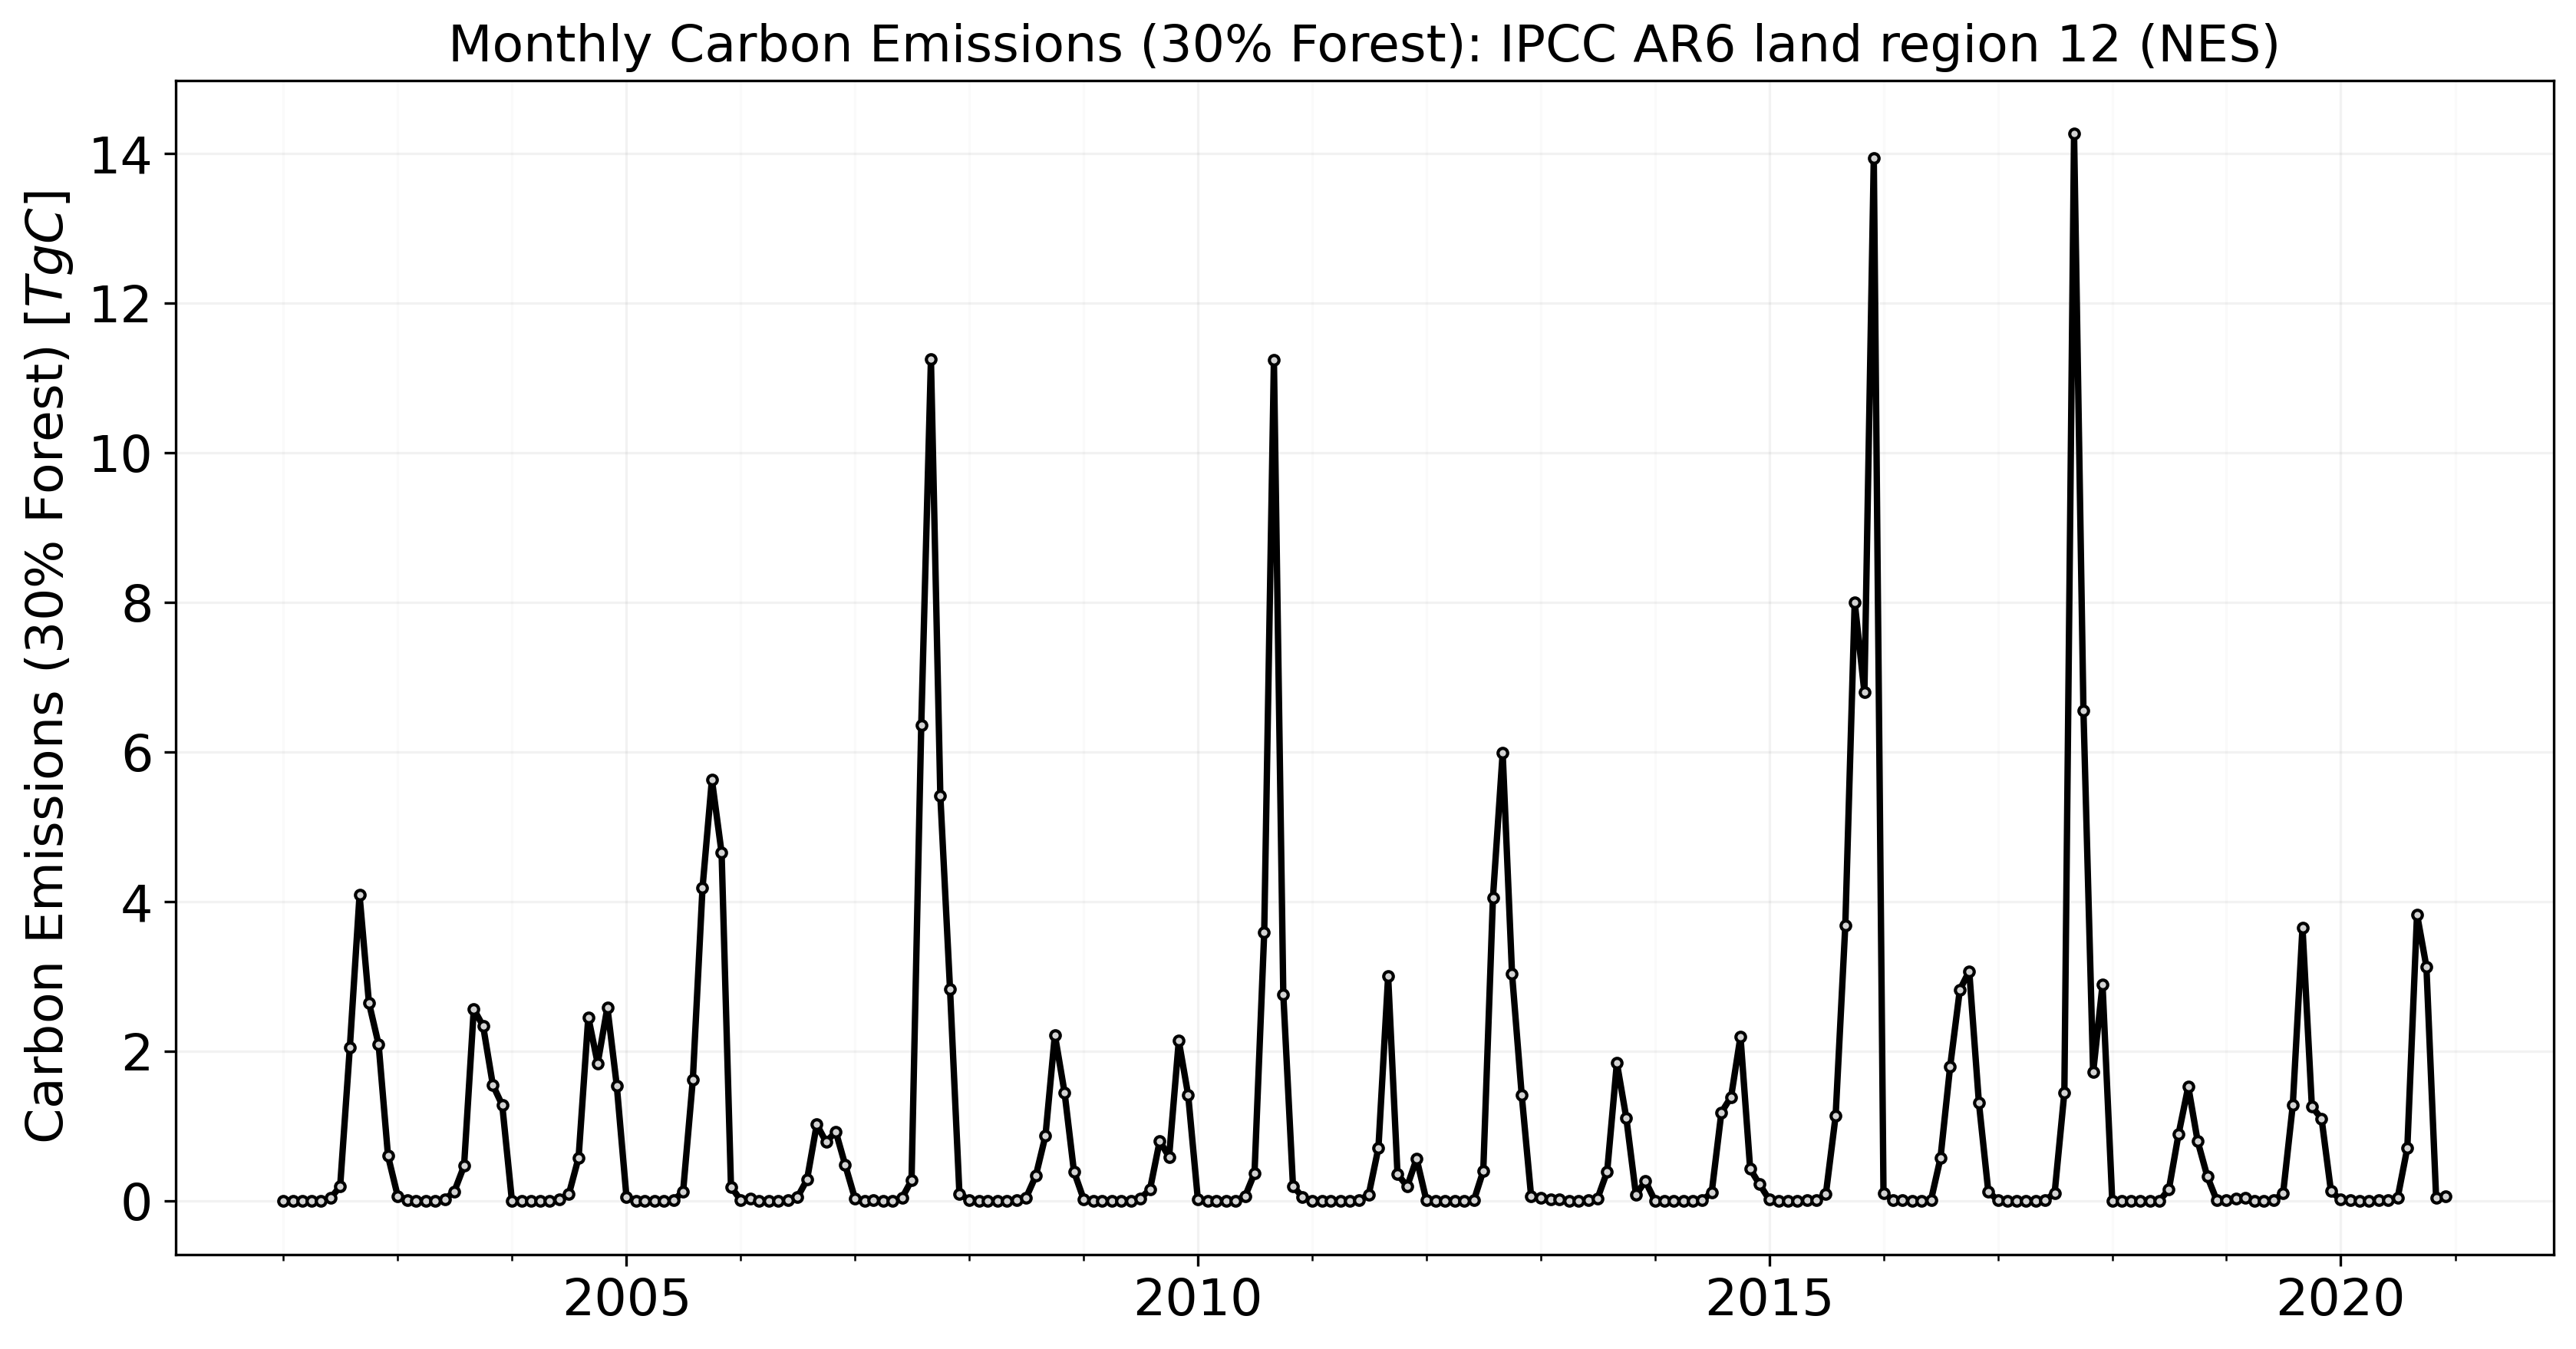 Monthly Carbon Emissions (30% Forest): IPCC AR6 land region 12 (NES)
Carbon Emissions (30% Forest) [TgC]
14
12
10
8
6
4
2
0
2005 2010 2015 2020